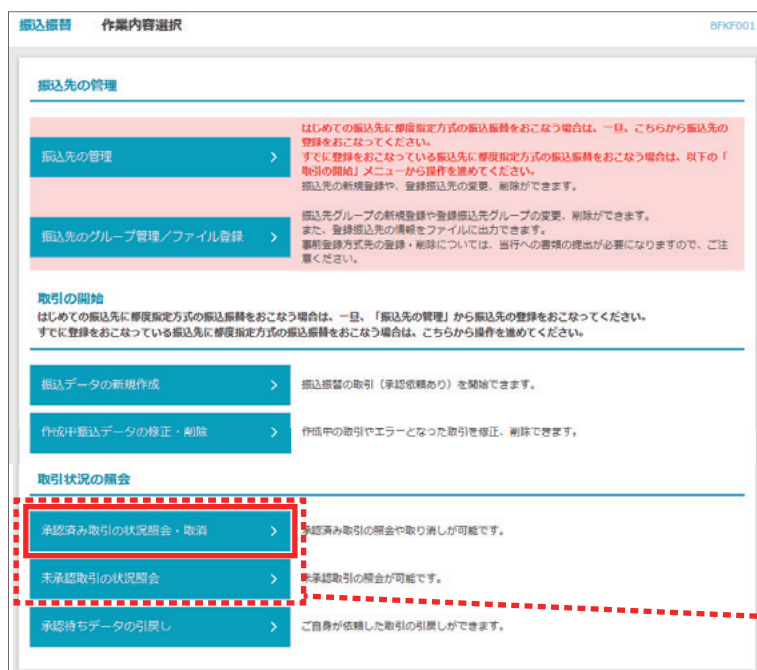 振込振替 作業内容選択 BFKF001
振込先の管理
振込先の管理
はじめての振込先に都度指定方式の振込振替をおこなう場合は、一旦、こちらから振込先の
登録をおこなってください。
すでに登録をおこなっている振込先に都度指定方式の振込振替をおこなう場合は、以下の「
取引の開始」メニューから操作を進めてください。
振込先の新規登録や、登録振込先の変更、削除ができます。
振込先のグループ管理／ファイル登録
振込先グループの新規登録や登録振込先グループの変更、削除ができます。
また、登録振込先の情報をファイルに出力できます。
事前登録方式先の登録・削除については、当行への書類の提出が必要になりますので、ご注
意ください。
取引の開始
はじめての振込先に都度指定方式の振込振替をおこなう場合は、一旦、「振込先の管理」から振込先の登録をおこなってください。
すでに登録をおこなっている振込先に都度指定方式の振込振替をおこなう場合は、こちらから操作を進めてください。
振込データの新規作成 振込振替の取引（承認依頼あり）を開始できます。
作成中振込データの修正・削除 作成中の取引やエラーとなった取引を修正、削除できます。
取引状況の照会
承認済み取引の状況照会・取消 承認済み取引の照会や取り消しが可能です。
未承認取引の状況照会 未承認取引の照会が可能です。
承認待ちデータの引戻し ご自身が依頼した取引の引戻しができます。